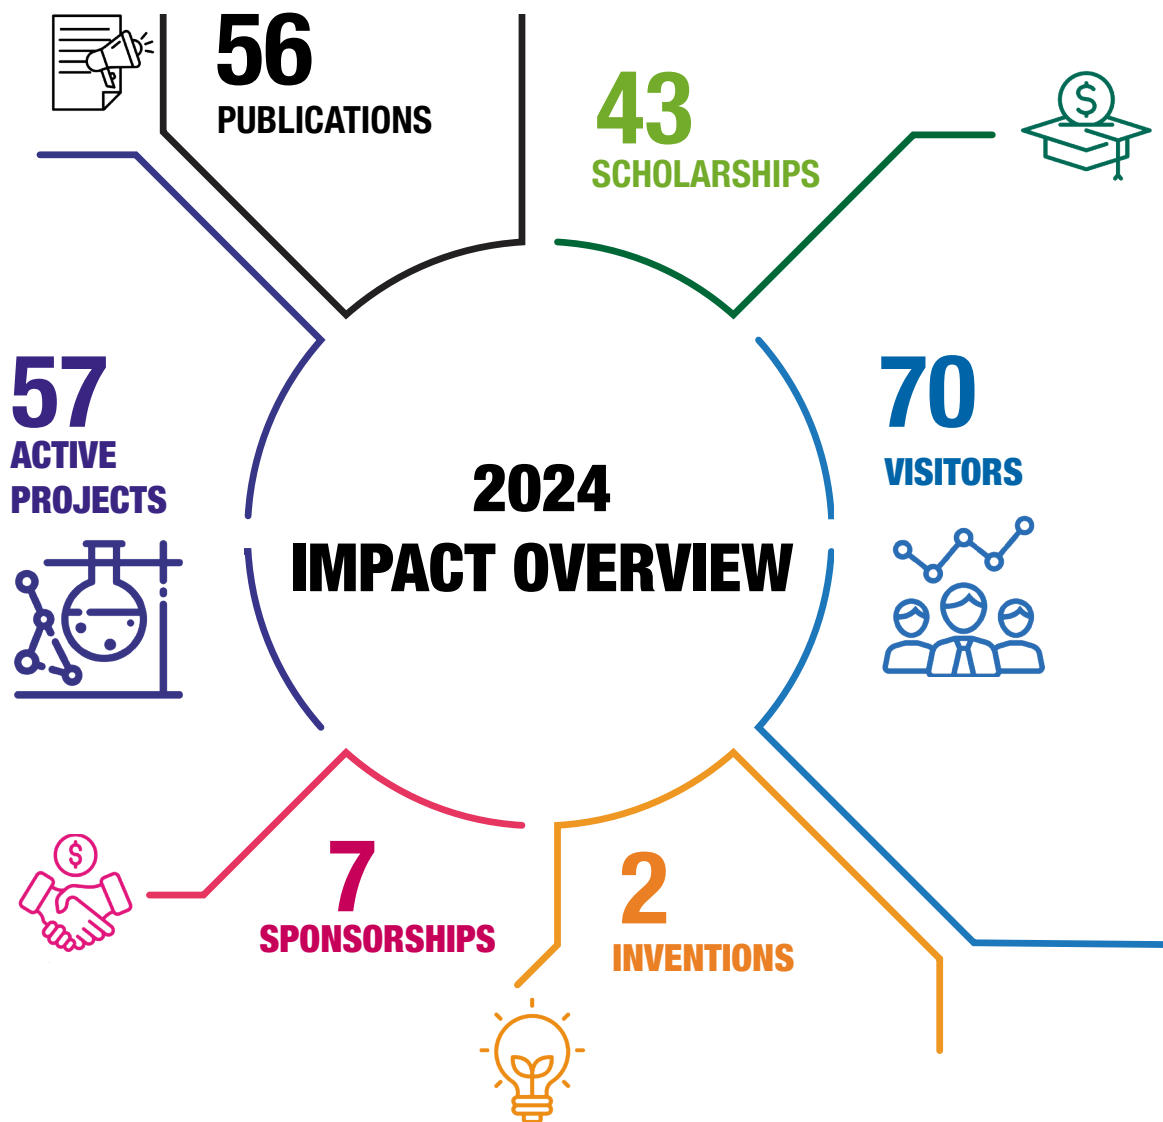 56
PUBLICATIONS
43
SCHOLARSHIPS
$
57
ACTIVE
PROJECTS
70
VISITORS
2024
IMPACT OVERVIEW
$
7
SPONSORSHIPS
2
INVENTIONS